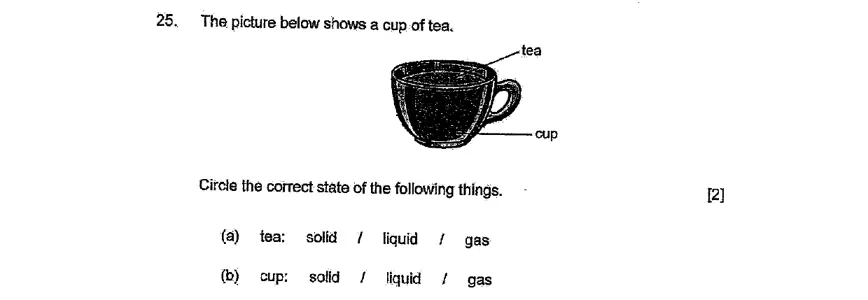 25. The picture below shows a cup of tea.
tea
cup
Circle the correct state of the following things. [2]
(a) tea: solid / liquid / gas
(b) cup: solid / liquid / gas